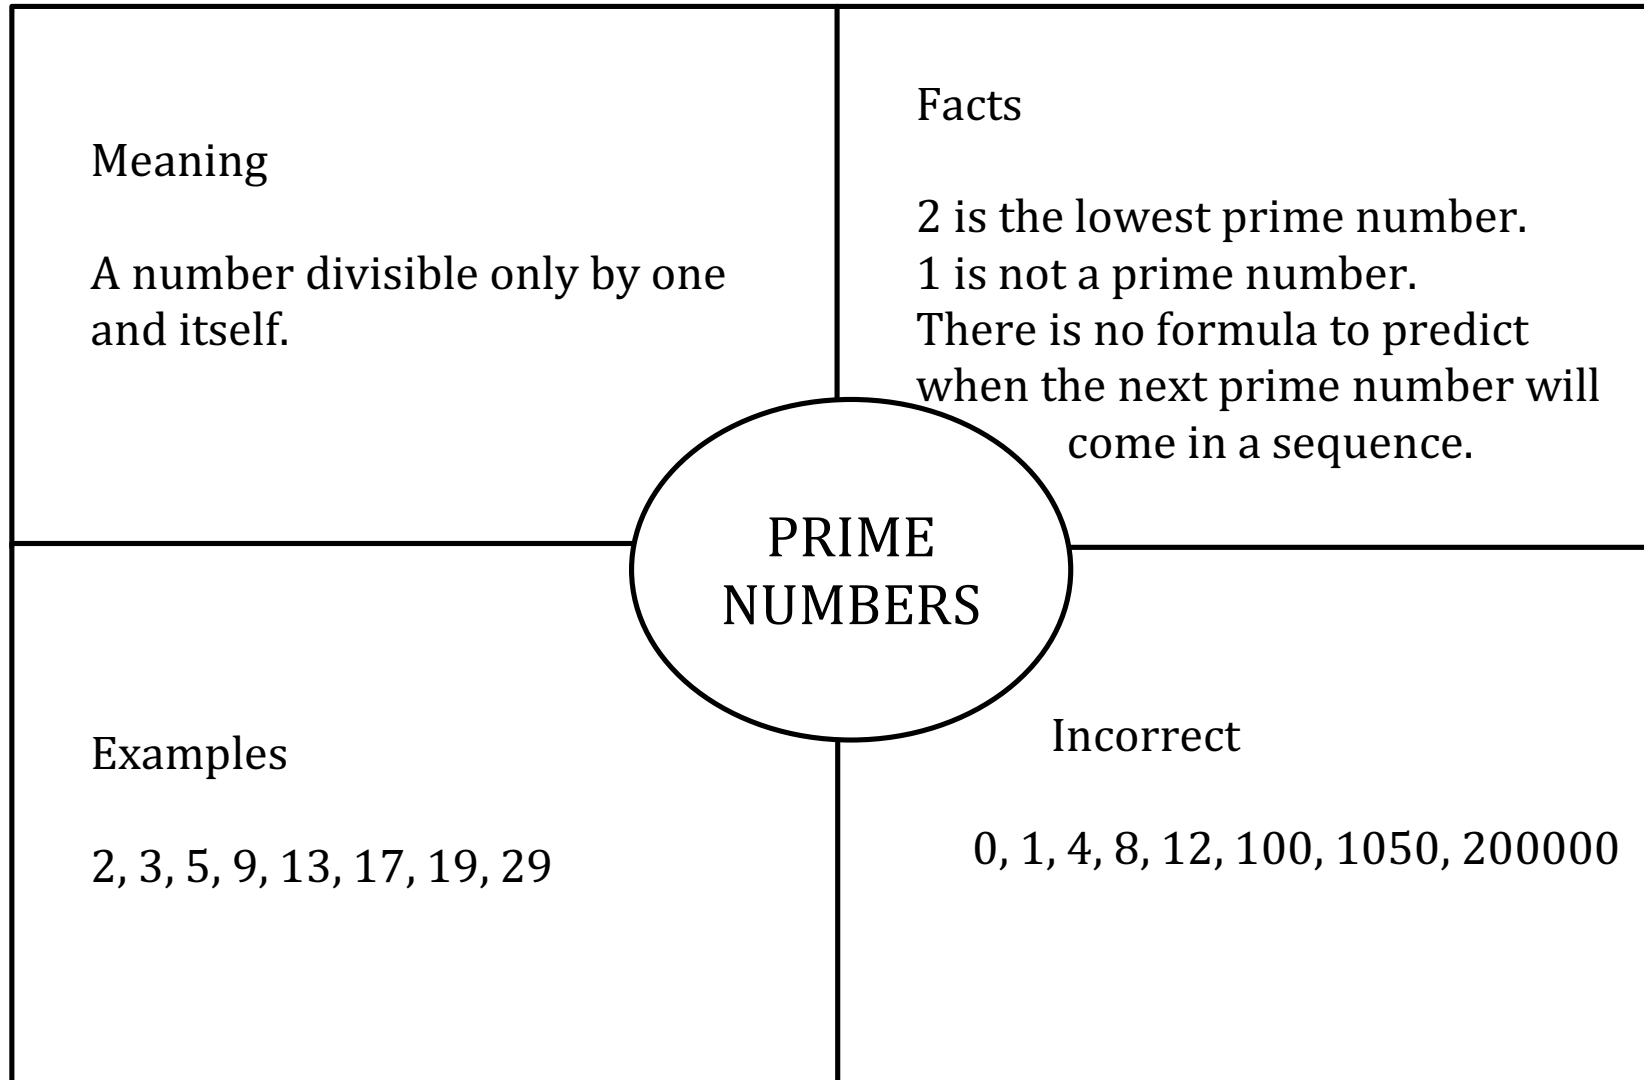 Meaning
A number divisible only by one
and itself.
Facts
2 is the lowest prime number.
1 is not a prime number.
There is no formula to predict
when the next prime number will
come in a sequence.
PRIME
NUMBERS
Examples
2, 3, 5, 9, 13, 17, 19, 29
Incorrect
0, 1, 4, 8, 12, 100, 1050, 200000